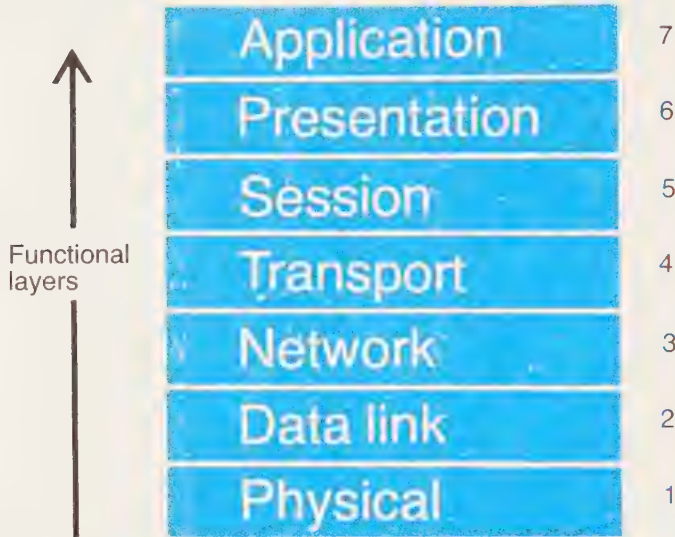 Application 7
Presentation 6
Session 5
Functional
layers
Transport 4
Network 3
Data link 2
Physical 1